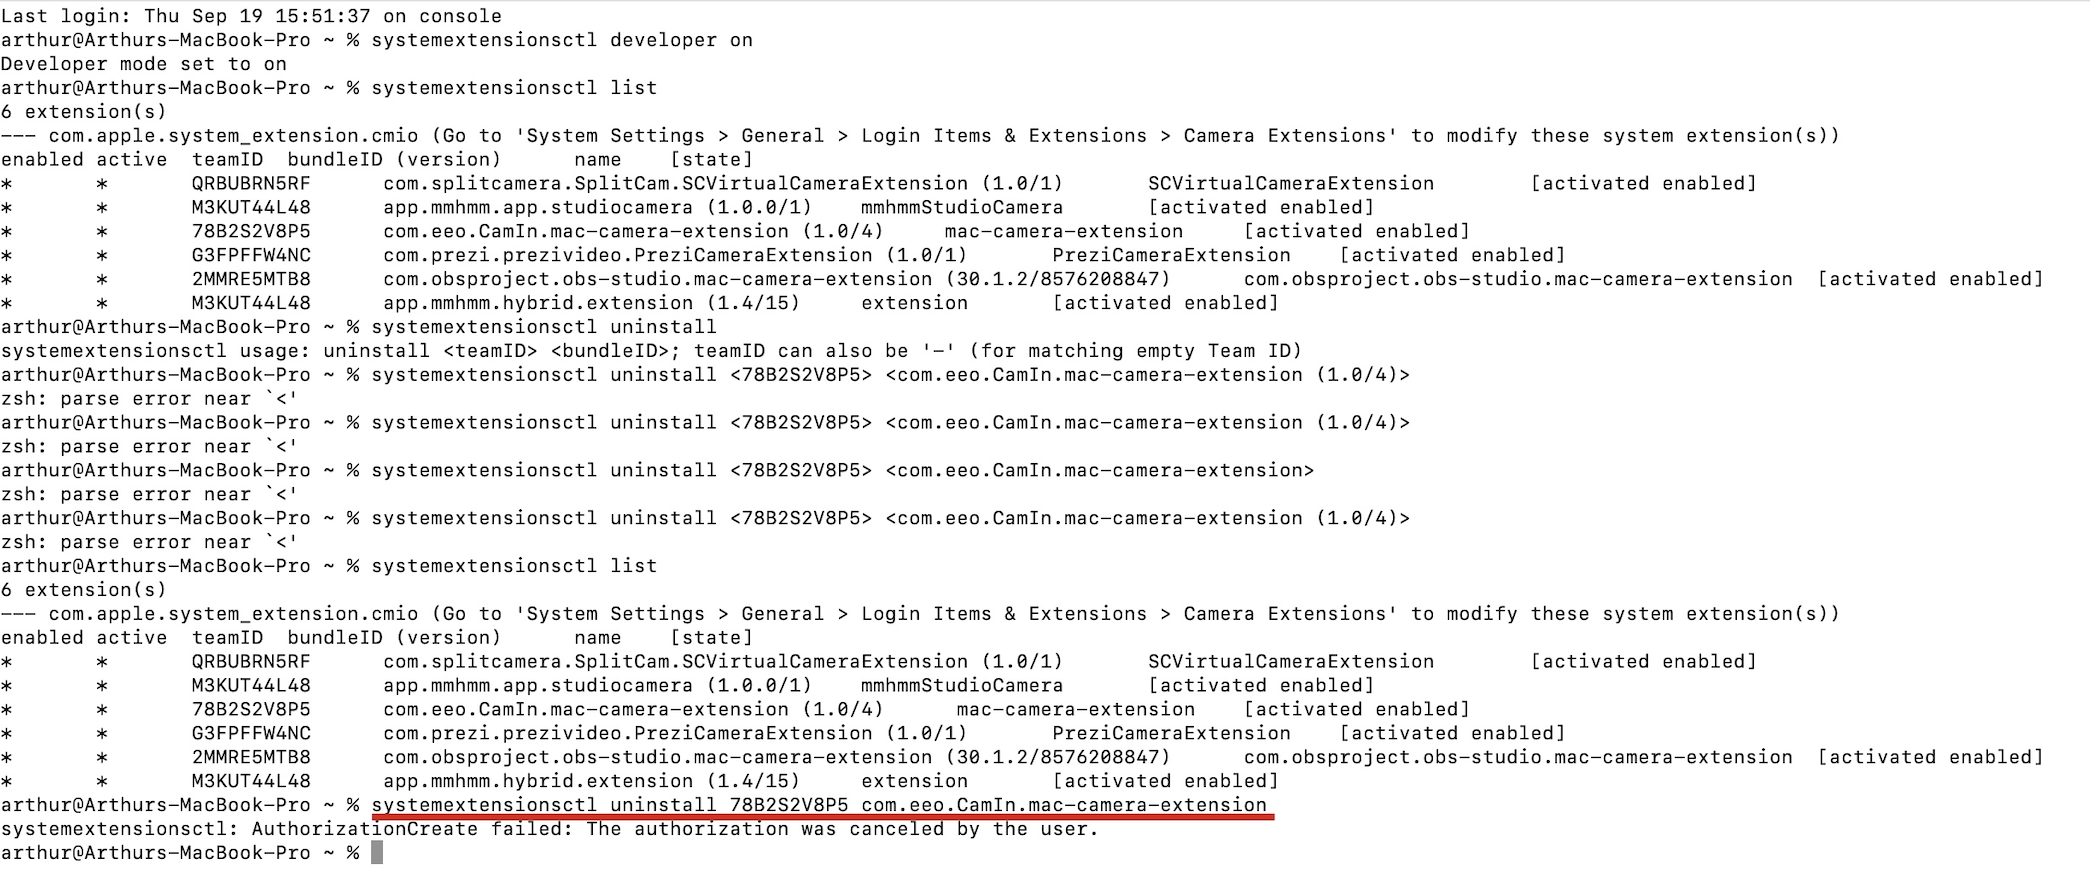 Last login: Thu Sep 19 15:51:37 on console
arthur@Arthurs-MacBook-Pro ~ % systemextensionsctl developer on
Developer mode set to on
arthur@Arthurs-MacBook-Pro ~ % systemextensionsctl list
6 extension(s)
--- com.apple.system_extension.cmio (Go to 'System Settings > General > Login Items & Extensions > Camera Extensions' to modify these system extension(s))
enabled active teamID bundleID (version) name [state]
* * QRBUBRN5RF com.splitcamera.SplitCam.SCVirtualCameraExtension (1.0/1) SCVirtualCameraExtension [activated enabled]
* * M3KUT44L48 app.mmhmm.app.studiocamera (1.0.0/1) mmhmmStudioCamera [activated enabled]
* * 78B2S2V8P5 com.eeo.CamIn.mac-camera-extension (1.0/4) mac-camera-extension [activated enabled]
* * G3FPFFW4NC com.prezi.prezivideo.PreziCameraExtension (1.0/1) PreziCameraExtension [activated enabled]
* * 2MMRE5MTB8 com.obsproject.obs-studio.mac-camera-extension (30.1.2/8576208847) com.obsproject.obs-studio.mac-camera-extension [activated enabled]
* * M3KUT44L48 app.mmhmm.hybrid.extension (1.4/15) extension [activated enabled]
arthur@Arthurs-MacBook-Pro ~ % systemextensionsctl uninstall
systemextensionsctl usage: uninstall <teamID> <bundleID>; teamID can also be '-' (for matching empty Team ID)
arthur@Arthurs-MacBook-Pro ~ % systemextensionsctl uninstall <78B2S2V8P5> <com.eeo.CamIn.mac-camera-extension (1.0/4)>
zsh: parse error near `<'
arthur@Arthurs-MacBook-Pro ~ % systemextensionsctl uninstall <78B2S2V8P5> <com.eeo.CamIn.mac-camera-extension (1.0/4)>
zsh: parse error near `<'
arthur@Arthurs-MacBook-Pro ~ % systemextensionsctl uninstall <78B2S2V8P5> <com.eeo.CamIn.mac-camera-extension>
zsh: parse error near `<'
arthur@Arthurs-MacBook-Pro ~ % systemextensionsctl uninstall <78B2S2V8P5> <com.eeo.CamIn.mac-camera-extension (1.0/4)>
zsh: parse error near `<'
arthur@Arthurs-MacBook-Pro ~ % systemextensionsctl list
6 extension(s)
--- com.apple.system_extension.cmio (Go to 'System Settings > General > Login Items & Extensions > Camera Extensions' to modify these system extension(s))
enabled active teamID bundleID (version) name [state]
* * QRBUBRN5RF com.splitcamera.SplitCam.SCVirtualCameraExtension (1.0/1) SCVirtualCameraExtension [activated enabled]
* * M3KUT44L48 app.mmhmm.app.studiocamera (1.0.0/1) mmhmmStudioCamera [activated enabled]
* * 78B2S2V8P5 com.eeo.CamIn.mac-camera-extension (1.0/4) mac-camera-extension [activated enabled]
* * G3FPFFW4NC com.prezi.prezivideo.PreziCameraExtension (1.0/1) PreziCameraExtension [activated enabled]
* * 2MMRE5MTB8 com.obsproject.obs-studio.mac-camera-extension (30.1.2/8576208847) com.obsproject.obs-studio.mac-camera-extension [activated enabled]
* * M3KUT44L48 app.mmhmm.hybrid.extension (1.4/15) extension [activated enabled]
arthur@Arthurs-MacBook-Pro ~ % systemextensionsctl uninstall 78B2S2V8P5 com.eeo.CamIn.mac-camera-extension
systemextensionsctl: AuthorizationCreate failed: The authorization was canceled by the user.
arthur@Arthurs-MacBook-Pro ~ %